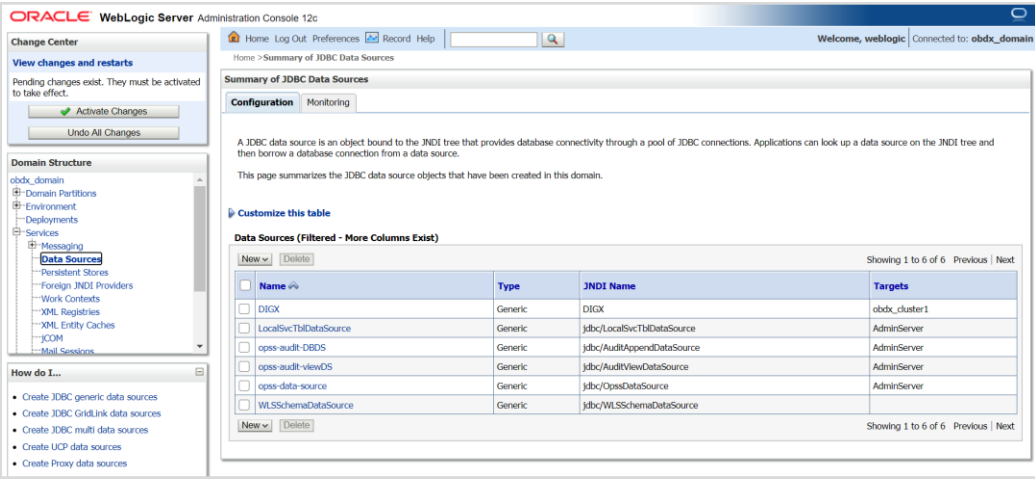 ORACLE WebLogic Server Administration Console 12c
Change Center
View changes and restarts
Pending changes exist. They must be activated
to take effect.
Activate Changes
Undo All Changes
Domain Structure
obdx_domain
Domain Partitions
Environment
Deployments
Services
Messaging
Data Sources
Persistent Stores
Foreign JNDI Providers
Work Contexts
XML Registries
XML Entity Caches
jCOM
Mail Sessions
How do I...
Create JDBC generic data sources
Create JDBC GridLink data sources
Create JDBC multi data sources
Create UCP data sources
Create Proxy data sources
Home Log Out Preferences Record Help
Welcome, weblogic Connected to: obdx_domain
Home >Summary of JDBC Data Sources
Summary of JDBC Data Sources
Configuration Monitoring
A JDBC data source is an object bound to the JNDI tree that provides database connectivity through a pool of JDBC connections. Applications can look up a data source on the JNDI tree and
then borrow a database connection from a data source.
This page summarizes the JDBC data source objects that have been created in this domain.
Customize this table
Data Sources (Filtered - More Columns Exist)
New Delete Showing 1 to 6 of 6 Previous | Next
Name Type JNDI Name Targets
DIGX Generic DIGX obdx_cluster1
LocalSvcTblDataSource Generic jdbc/LocalSvcTblDataSource AdminServer
opss-audit-DBDS Generic jdbc/AuditAppendDataSource AdminServer
opss-audit-viewDS Generic jdbc/AuditViewDataSource AdminServer
opss-data-source Generic jdbc/OpssDataSource AdminServer
WLSSchemaDataSource Generic jdbc/WLSSchemaDataSource
New Delete Showing 1 to 6 of 6 Previous | Next